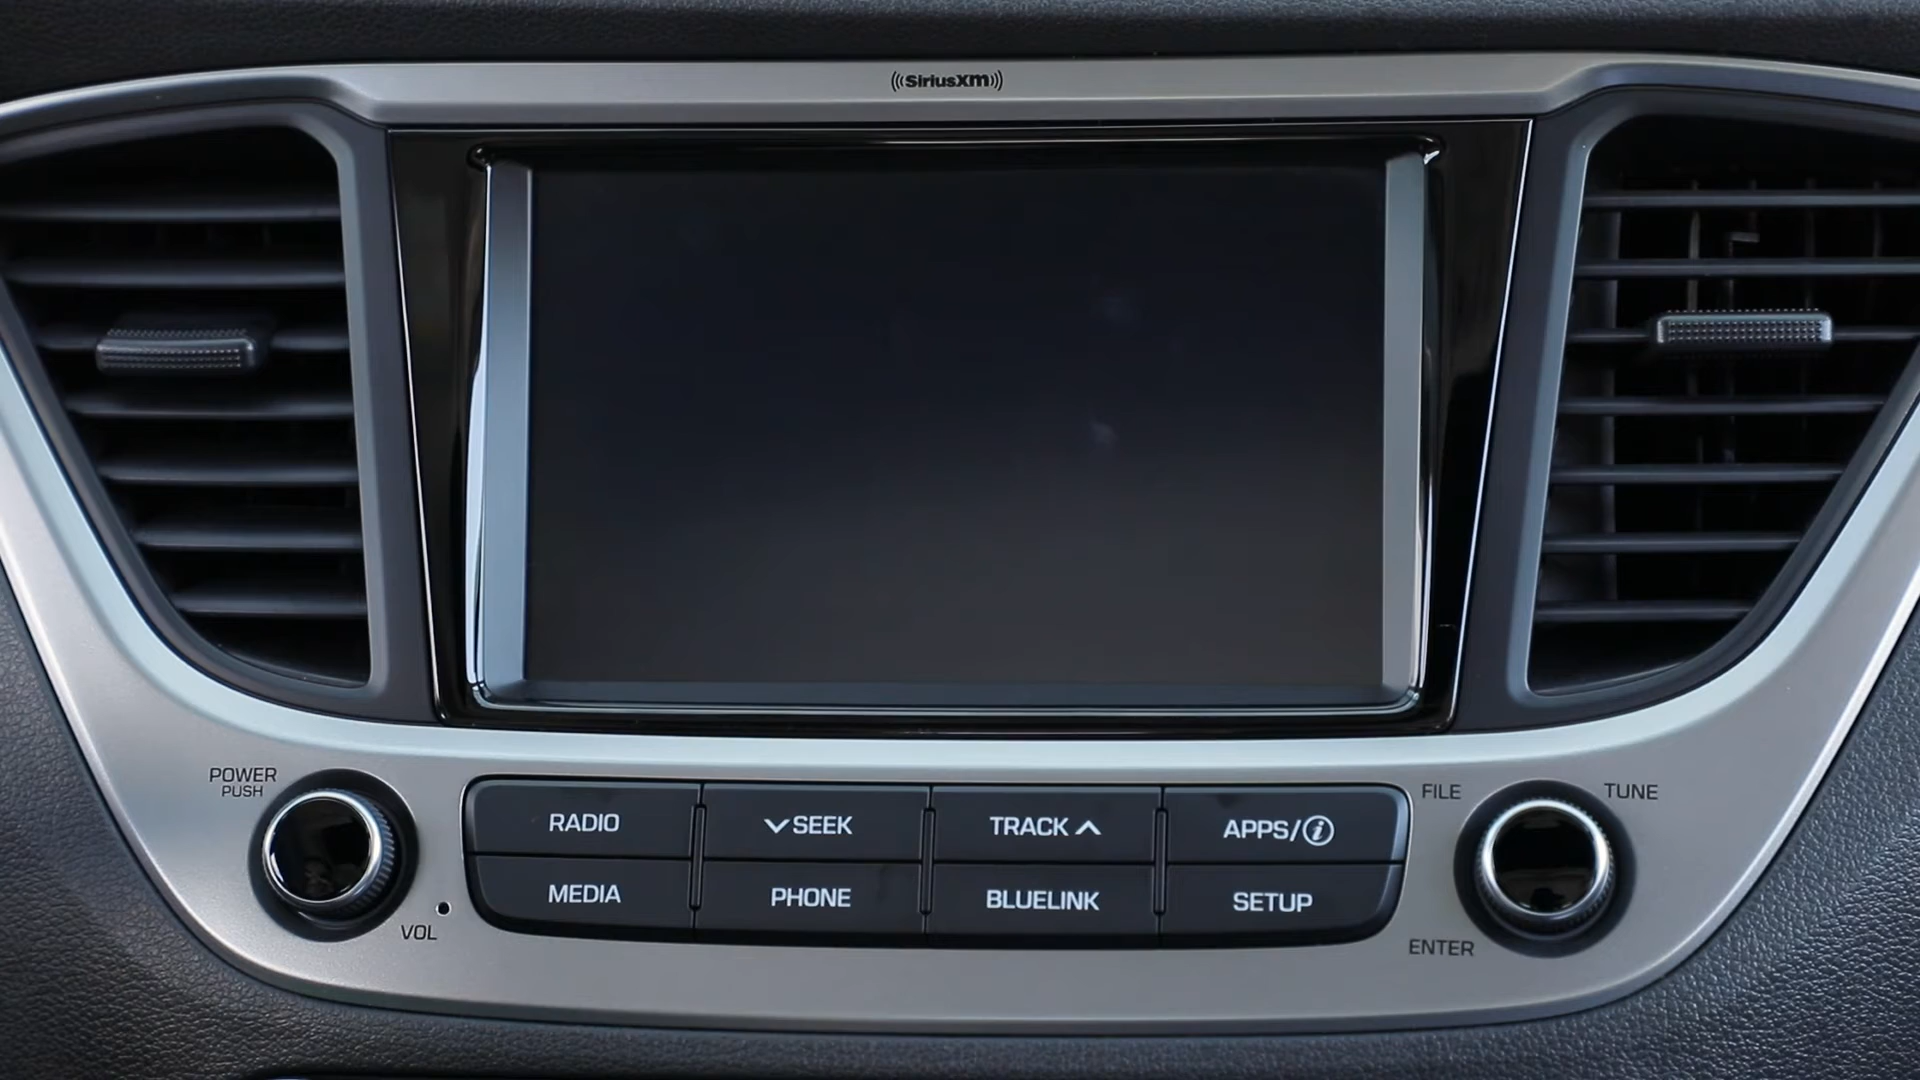 SiriusXM
POWER
PUSH
VOL
RADIO
SEEK
TRACK
APPS/i
MEDIA
PHONE
BLUELINK
SETUP
FILE
TUNE
ENTER